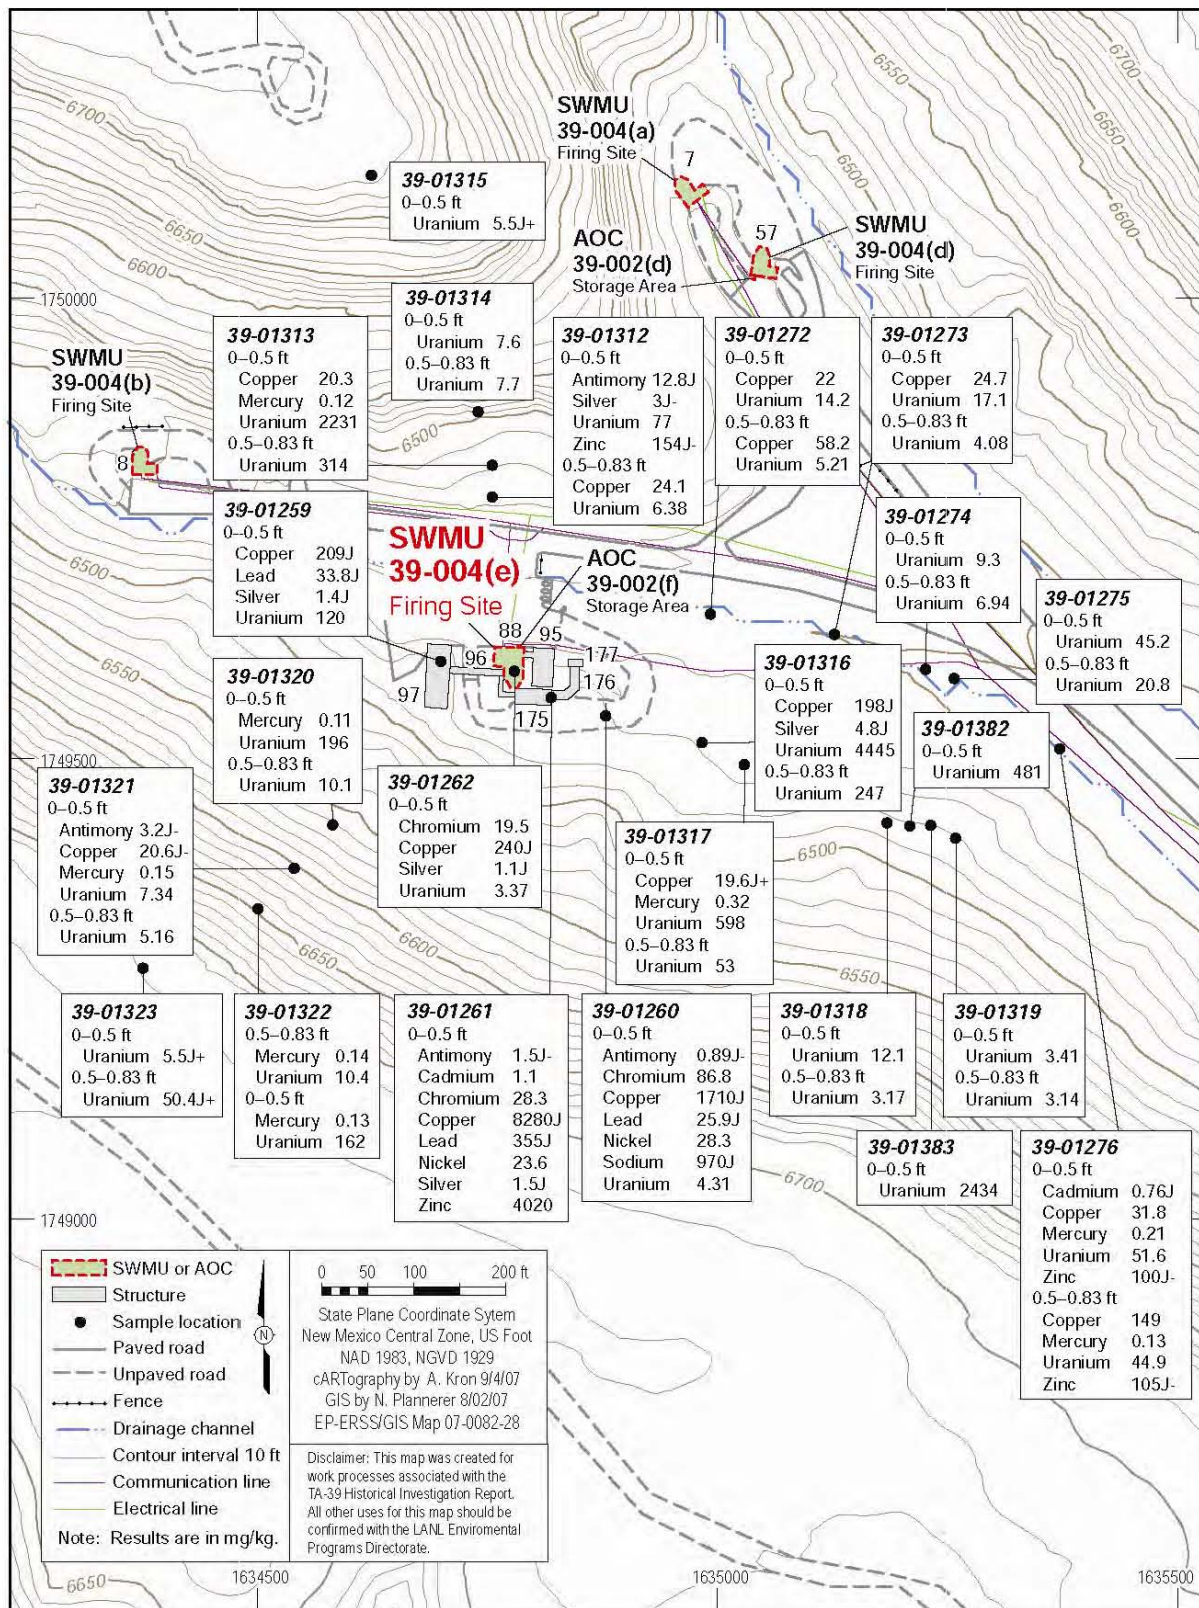 6700
6550
6700
6650
6600
SWMU
39-004(a)
Firing Site
7
39-01315
0–0.5 ft
Uranium 5.5J+
6650
6600
57
SWMU
39-004(d)
Firing Site
AOC
39-002(d)
Storage Area
1750000
39-01314
0–0.5 ft
Uranium 7.6
0.5–0.83 ft
Uranium 7.7
39-01313
0–0.5 ft
Copper 20.3
Mercury 0.12
Uranium 2231
0.5–0.83 ft
Uranium 314
39-01312
0–0.5 ft
Antimony 12.8J
Silver 3J-
Uranium 77
Zinc 154J-
0.5–0.83 ft
Copper 24.1
Uranium 6.38
39-01272
0–0.5 ft
Copper 22
Uranium 14.2
0.5–0.83 ft
Copper 58.2
Uranium 5.21
39-01273
0–0.5 ft
Copper 24.7
Uranium 17.1
0.5–0.83 ft
Uranium 4.08
SWMU
39-004(b)
Firing Site
8
6500
39-01259
0–0.5 ft
Copper 209J
Lead 33.8J
Silver 1.4J
Uranium 120
SWMU
39-004(e)
Firing Site
AOC
39-002(f)
Storage Area
39-01274
0–0.5 ft
Uranium 9.3
0.5–0.83 ft
Uranium 6.94
39-01275
0–0.5 ft
Uranium 45.2
0.5–0.83 ft
Uranium 20.8
6500
6550
88
95
96
177
176
97
175
39-01320
0–0.5 ft
Mercury 0.11
Uranium 196
0.5–0.83 ft
Uranium 10.1
39-01316
0–0.5 ft
Copper 198J
Silver 4.8J
Uranium 4445
0.5–0.83 ft
Uranium 247
39-01382
0–0.5 ft
Uranium 481
1749500
39-01321
0–0.5 ft
Antimony 3.2J-
Copper 20.6J-
Mercury 0.15
Uranium 7.34
0.5–0.83 ft
Uranium 5.16
39-01262
0–0.5 ft
Chromium 19.5
Copper 240J
Silver 1.1J
Uranium 3.37
39-01317
0–0.5 ft
Copper 19.6J+
Mercury 0.32
Uranium 598
0.5–0.83 ft
Uranium 53
6500
6600
6650
6550
39-01323
0–0.5 ft
Uranium 5.5J+
0.5–0.83 ft
Uranium 50.4J+
39-01322
0.5–0.83 ft
Mercury 0.14
Uranium 10.4
0–0.5 ft
Mercury 0.13
Uranium 162
39-01261
0–0.5 ft
Antimony 1.5J-
Cadmium 1.1
Chromium 28.3
Copper 8280J
Lead 355J
Nickel 23.6
Silver 1.5J
Zinc 4020
39-01260
0–0.5 ft
Antimony 0.89J-
Chromium 86.8
Copper 1710J
Lead 25.9J
Nickel 28.3
Sodium 970J
Uranium 4.31
39-01318
0–0.5 ft
Uranium 12.1
0.5–0.83 ft
Uranium 3.17
39-01319
0–0.5 ft
Uranium 3.41
0.5–0.83 ft
Uranium 3.14
39-01383
0–0.5 ft
Uranium 2434
39-01276
0–0.5 ft
Cadmium 0.76J
Copper 31.8
Mercury 0.21
Uranium 51.6
Zinc 100J-
0.5–0.83 ft
Copper 149
Mercury 0.13
Uranium 44.9
Zinc 105J-
6700
1749000
SWMU or AOC
Structure
Sample location
Paved road
Unpaved road
Fence
Drainage channel
Contour interval 10 ft
Communication line
Electrical line
Note: Results are in mg/kg.
N
0 50 100 200 ft
State Plane Coordinate Sytem
New Mexico Central Zone, US Foot
NAD 1983, NGVD 1929
cARTography by A. Kron 9/4/07
GIS by N. Plannerer 8/02/07
EP-ERSS/GIS Map 07-0082-28
Disclaimer: This map was created for
work processes associated with the
TA-39 Historical Investigation Report.
All other uses for this map should be
confirmed with the LANL Enviromental
Programs Directorate.
6650
1634500
1635000
1635500